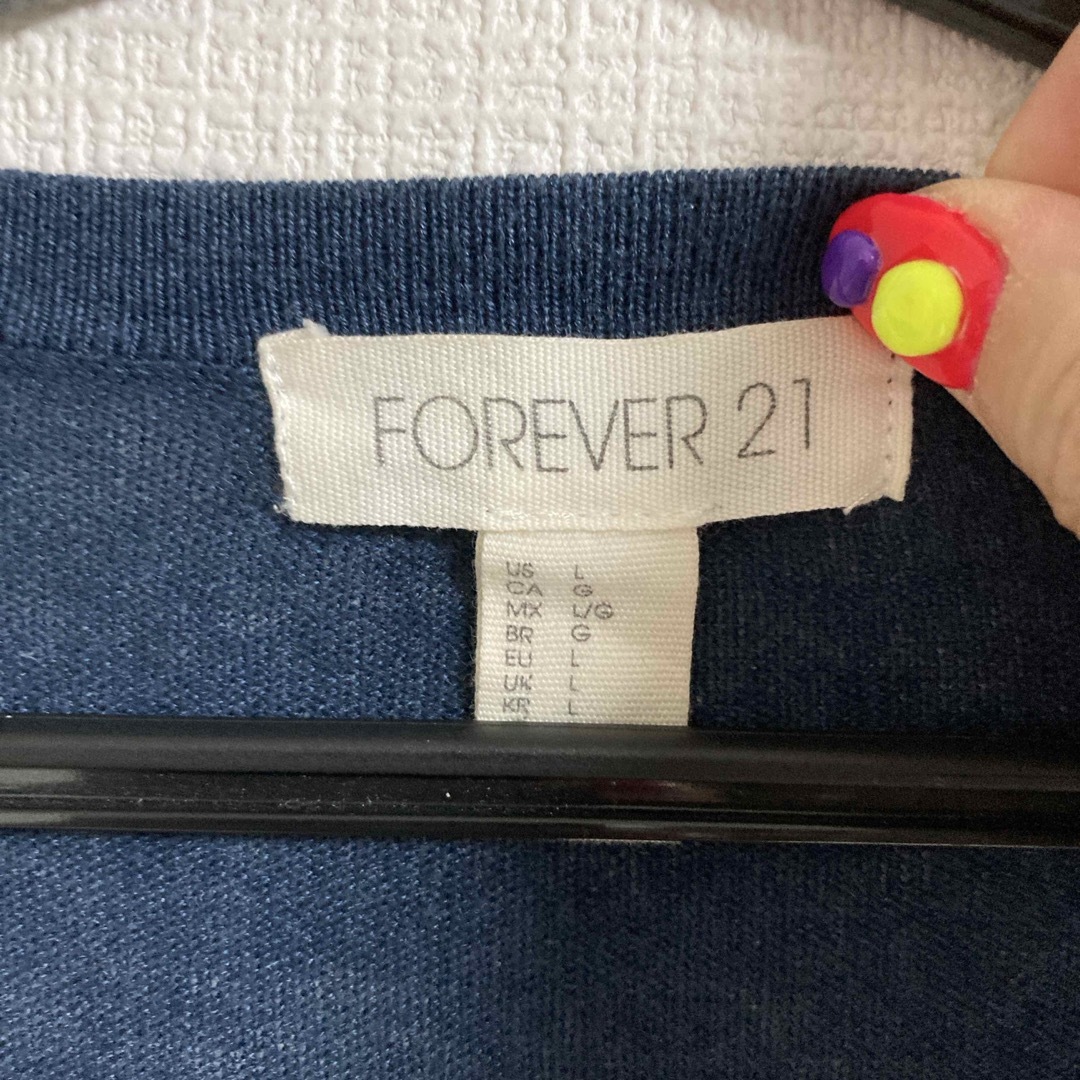 FOREVER 21
US L
CA G
MX L/G
BR G
EU L
UK L
KR L